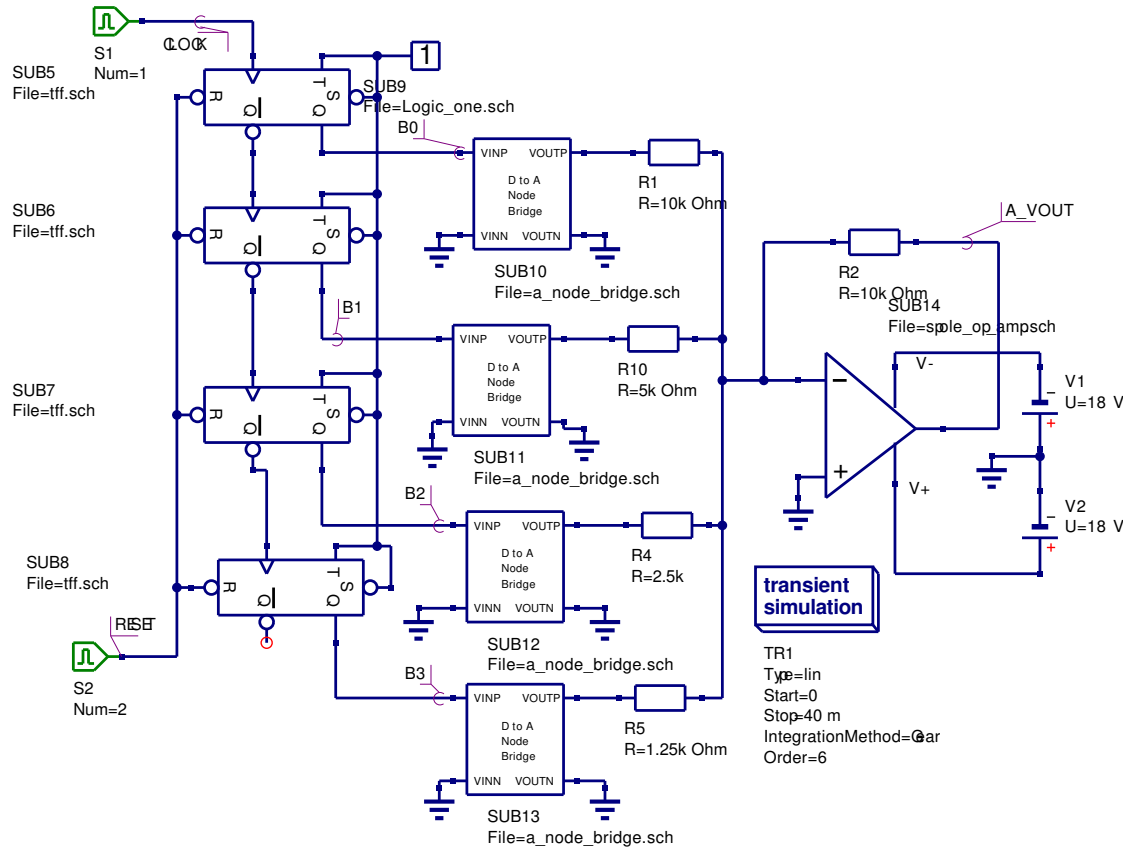 S1
Num=1
CLOCK
1
SUB5
File=tff.sch
R
Q
T
S
Q
SUB9
File=Logic_one.sch
B0
VINP
VOUTP
D to A
Node
Bridge
VINN
VOUTN
R1
R=10k Ohm
SUB10
File=a_node_bridge.sch
SUB6
File=tff.sch
R
Q
T
S
Q
B1
VINP
VOUTP
D to A
Node
Bridge
VINN
VOUTN
R10
R=5k Ohm
SUB11
File=a_node_bridge.sch
A_VOUT
R2
R=10k Ohm
SUB14
File=spole_op_amp.sch
V-
V+
V1
U=18 V
V2
U=18 V
SUB7
File=tff.sch
R
Q
T
S
Q
B2
VINP
VOUTP
D to A
Node
Bridge
VINN
VOUTN
R4
R=2.5k
SUB12
File=a_node_bridge.sch
SUB8
File=tff.sch
R
Q
T
S
Q
RESET
S2
Num=2
B3
VINP
VOUTP
D to A
Node
Bridge
VINN
VOUTN
R5
R=1.25k Ohm
SUB13
File=a_node_bridge.sch
transient
simulation
TR1
Type=lin
Start=0
Stop=40 m
IntegrationMethod=Gear
Order=6